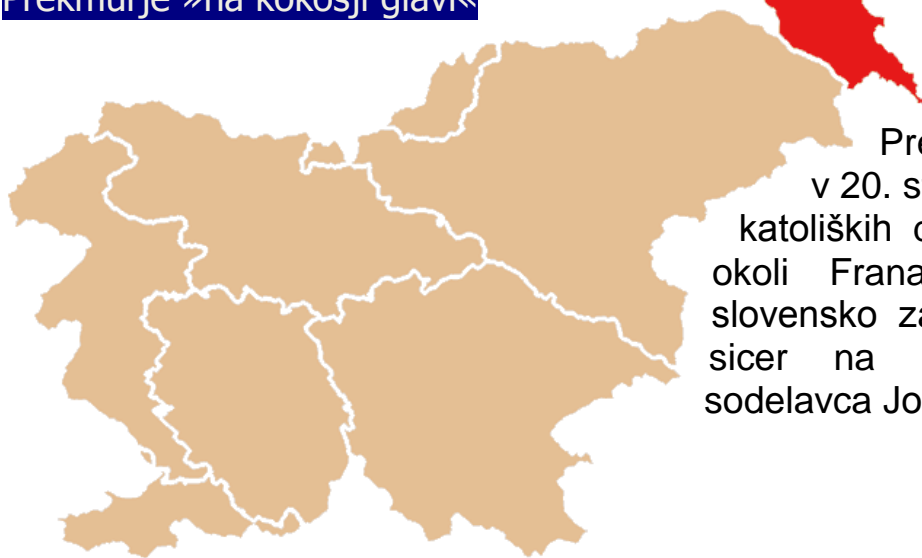 Prekmurje »na kokošji glavi«
Pre
v 20. s
katoliških
okoli Frana
slovensko za
sicer na
sodelavca Jo